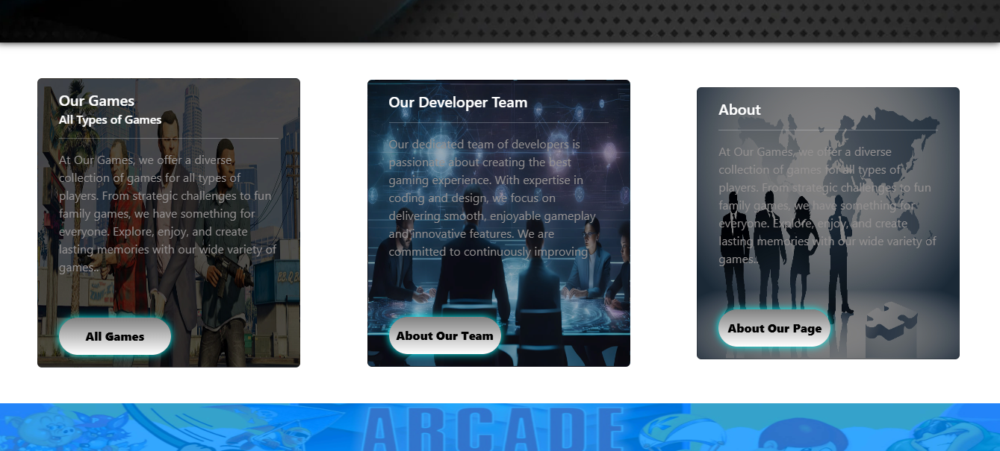 Our Games
All Types of Games
At Our Games, we offer a diverse
collection of games for all types of
players. From strategic challenges to fun
family games, we have something for
everyone. Explore, enjoy, and create
lasting memories with our wide variety of
games..
All Games
Our Developer Team
Our dedicated team of developers is
passionate about creating the best
gaming experience. With expertise in
coding and design, we focus on
delivering smooth, enjoyable gameplay
and innovative features. We are
committed to continuously improving
About Our Team
About
At Our Games, we offer a diverse
collection of games for all types of
players. From strategic challenges to fun
family games, we have something for
everyone. Explore, enjoy, and create
lasting memories with our wide variety of
games..
About Our Page
ARCADE